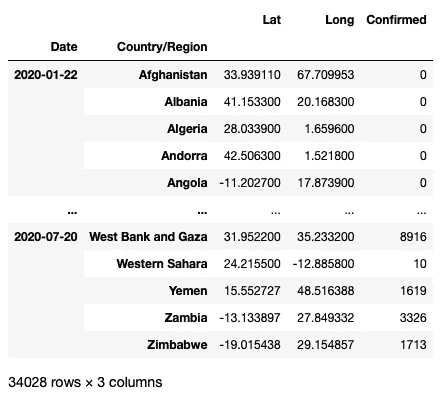 Lat Long Confirmed
Date Country/Region
2020-01-22 Afghanistan 33.939110 67.709953 0
Albania 41.153300 20.168300 0
Algeria 28.033900 1.659600 0
Andorra 42.506300 1.521800 0
Angola -11.202700 17.873900 0
... ... ... ... ...
2020-07-20 West Bank and Gaza 31.952200 35.233200 8916
Western Sahara 24.215500 -12.885800 10
Yemen 15.552727 48.516388 1619
Zambia -13.133897 27.849332 3326
Zimbabwe -19.015438 29.154857 1713
34028 rows × 3 columns